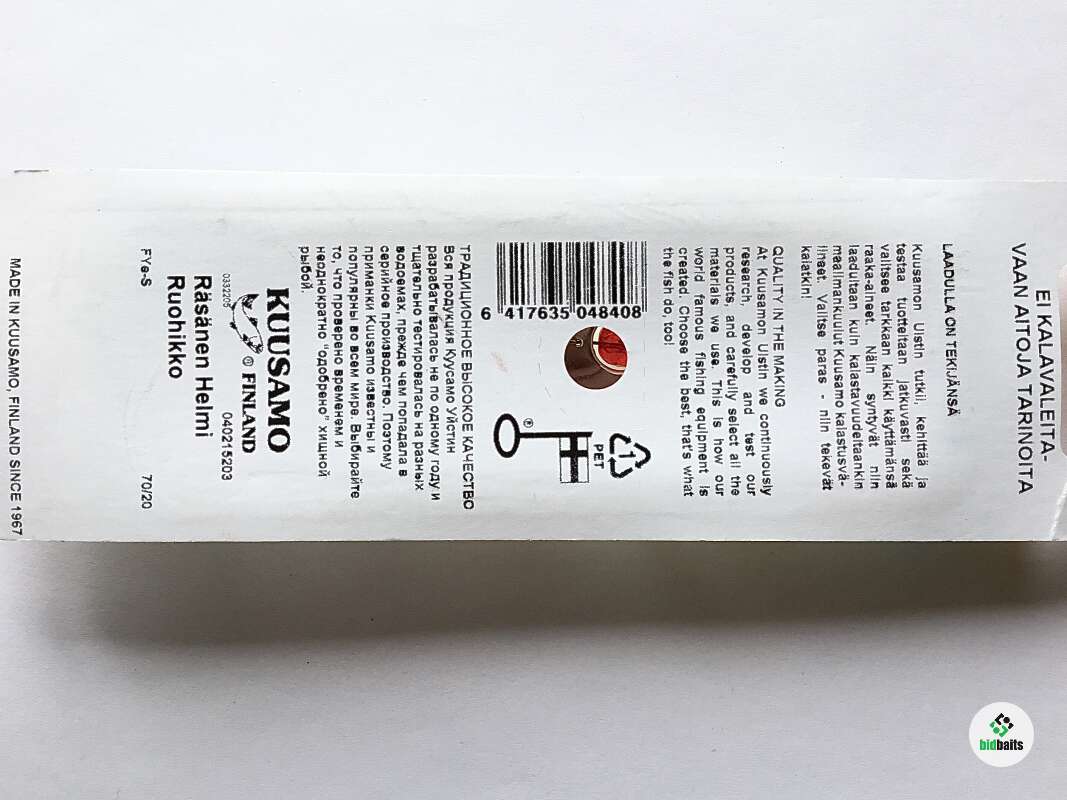 EI KALAVALEITA-
VAAN AITOJA TARINOITA
LAADULLA ON TEKIJÄNSÄ
Kuusamon Uistin tutkii, kehittää ja
testaa tuotteitaan jatkuvasti sekä
valitsee tarkkaan kaikki käyttämänsä
raaka-aineet. Näin syntyvät niin
laadultaan kuin kalastavuudeltaankin
maailmankuulut Kuusamo kalastusvä-
lineet. Valitse paras - niin tekevät
kalatkin!
QUALITY IN THE MAKING
At Kuusamon Uistin we continuously
research, develop and test our
products, and carefully select all the
materials we use. This is how our
world famous fishing equipment is
created. Choose the best, that's what
the fish do, too!
6 417635 048408
1
PET
®
ТРАДИЦИОННОЕ ВЫСОКОЕ КАЧЕСТВО
Вся продукция Куусамо Уйстин
разрабатывалась не по одному году и
тщательно тестировалась на разных
водоемах, прежде чем попадала в
серийное производство. Поэтому
приманки Kuusamo известны и
популярны во всем мире. Выбирайте
то, что проверено временем и
неоднократно "одобрено" хищной
рыбой.
KUUSAMO
® FINLAND
0332205 040215203
Räsänen Helmi
Ruohikko
FYe-S 70/20
MADE IN KUUSAMO, FINLAND SINCE 1967
bidbaits